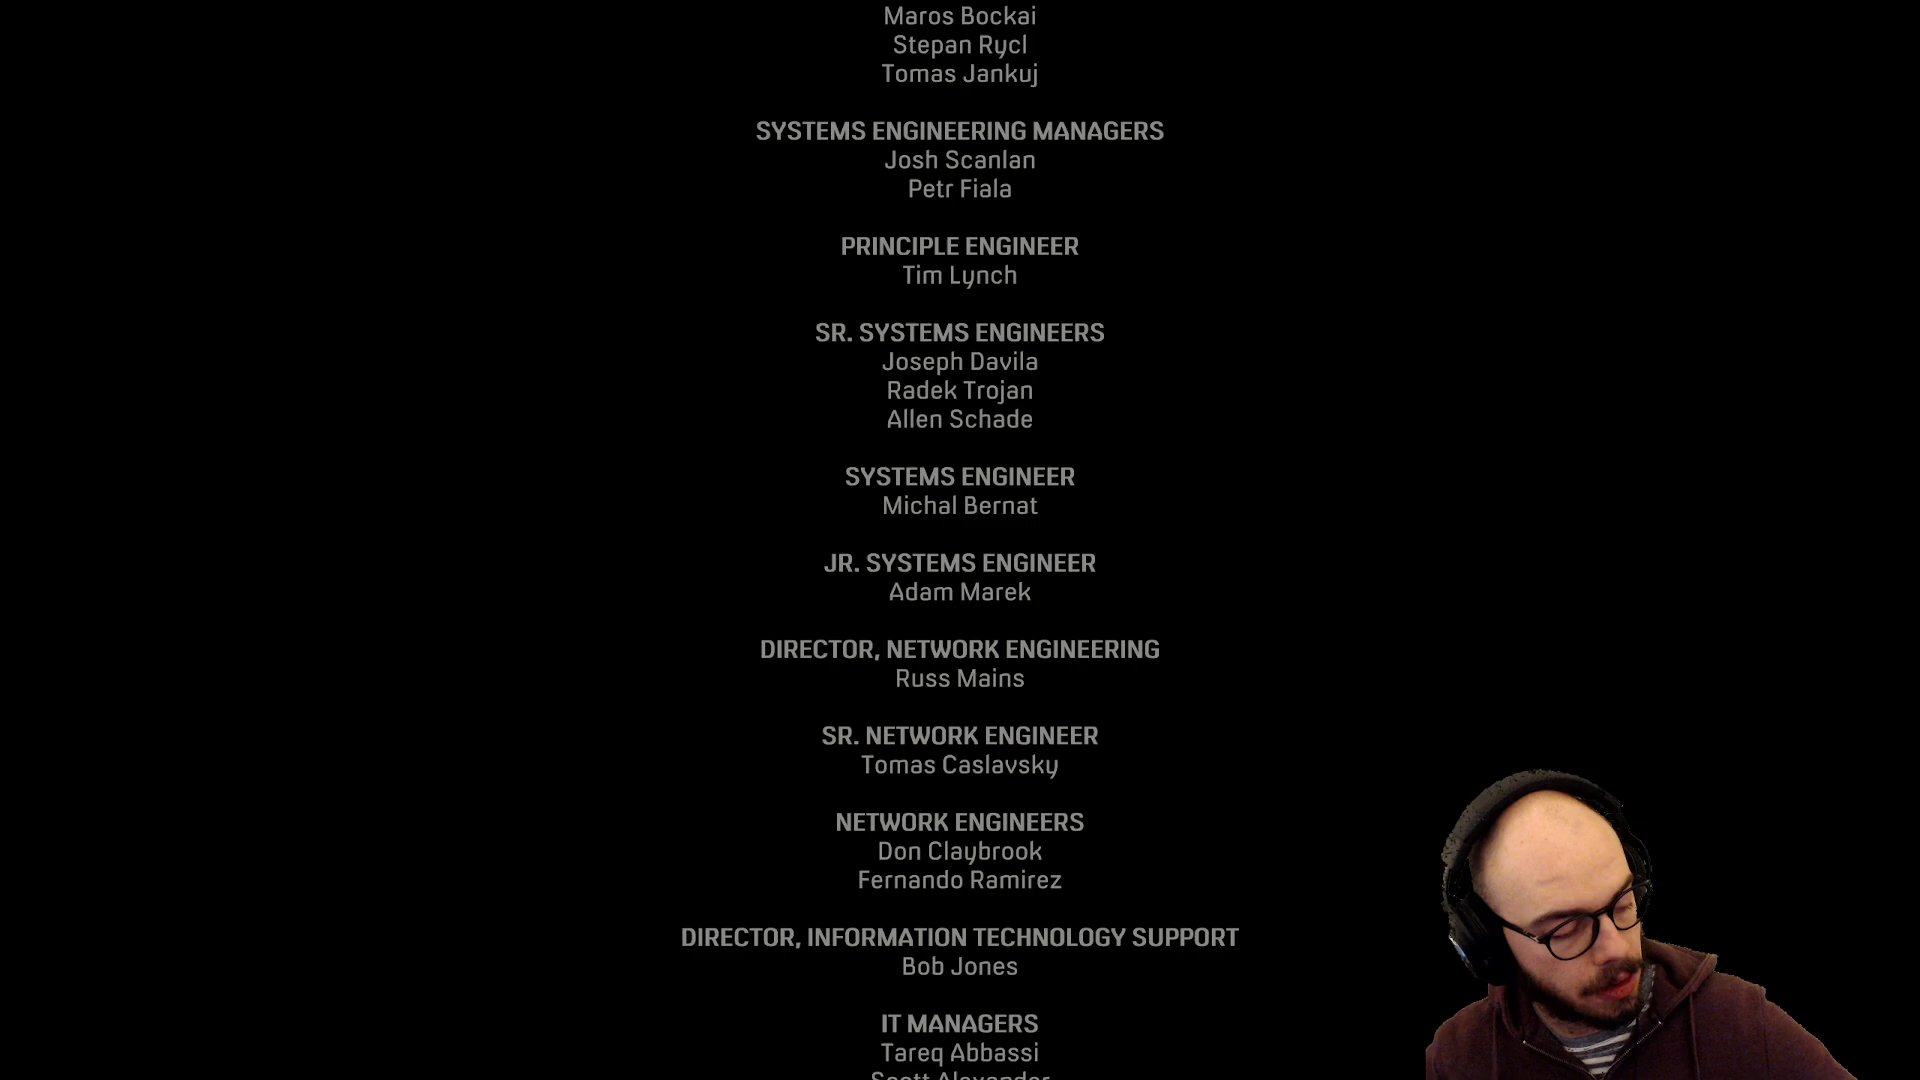 Maros Bockai
Stepan Rycl
Tomas Jankuj
SYSTEMS ENGINEERING MANAGERS
Josh Scanlan
Petr Fiala
PRINCIPLE ENGINEER
Tim Lynch
SR. SYSTEMS ENGINEERS
Joseph Davila
Radek Trojan
Allen Schade
SYSTEMS ENGINEER
Michal Bernat
JR. SYSTEMS ENGINEER
Adam Marek
DIRECTOR, NETWORK ENGINEERING
Russ Mains
SR. NETWORK ENGINEER
Tomas Caslavsky
NETWORK ENGINEERS
Don Claybrook
Fernando Ramirez
DIRECTOR, INFORMATION TECHNOLOGY SUPPORT
Bob Jones
IT MANAGERS
Tareq Abbassi
Scott Alexander